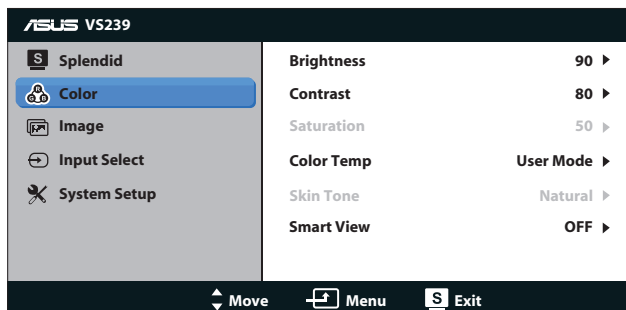 ASUS VS239
S Splendid
Color
Image
Input Select
System Setup
Brightness 90
Contrast 80
Saturation 50
Color Temp User Mode
Skin Tone Natural
Smart View OFF
Move Menu S Exit